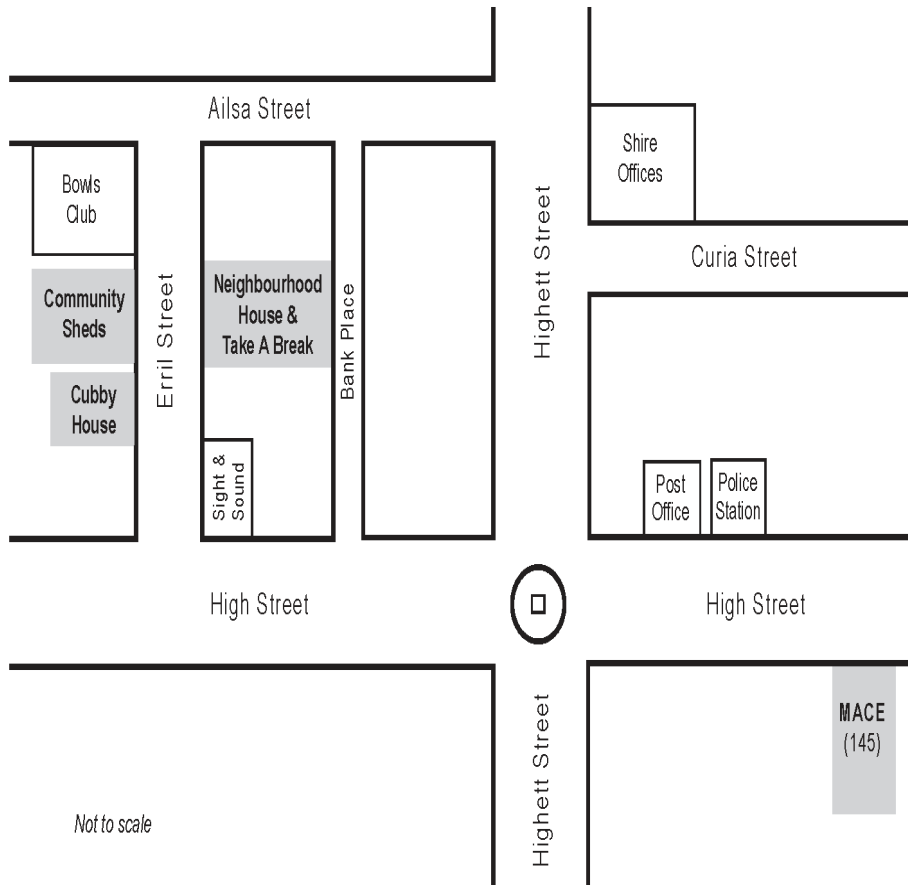 Ailsa Street
Shire
Offices
Bowls
Club
Highett Street
Curia Street
Community
Sheds
Erril Street
Neighbourhood
House &
Take A Break
Bank Place
Cubby
House
Sight &
Sound
Post
Office
Police
Station
High Street
High Street
MACE
(145)
Highett Street
Not to scale